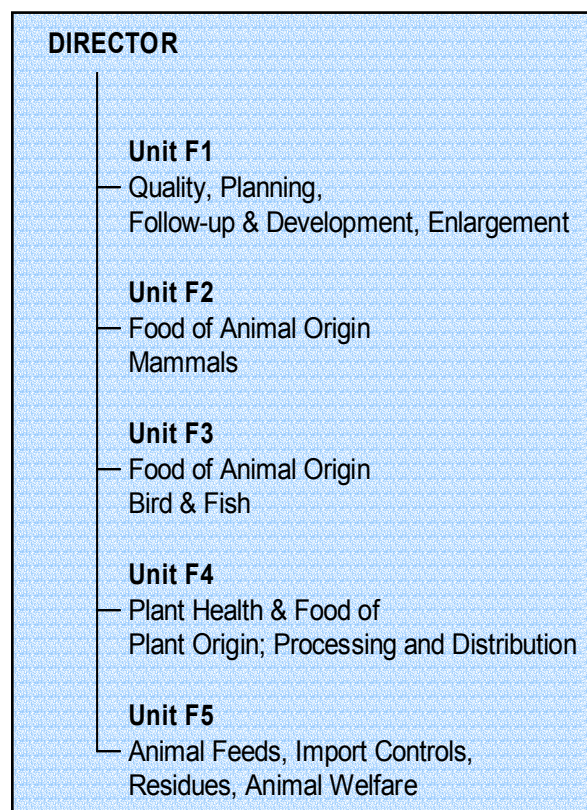 DIRECTOR
Unit F1
Quality, Planning,
Follow-up & Development, Enlargement
Unit F2
Food of Animal Origin
Mammals
Unit F3
Food of Animal Origin
Bird & Fish
Unit F4
Plant Health & Food of
Plant Origin; Processing and Distribution
Unit F5
Animal Feeds, Import Controls,
Residues, Animal Welfare